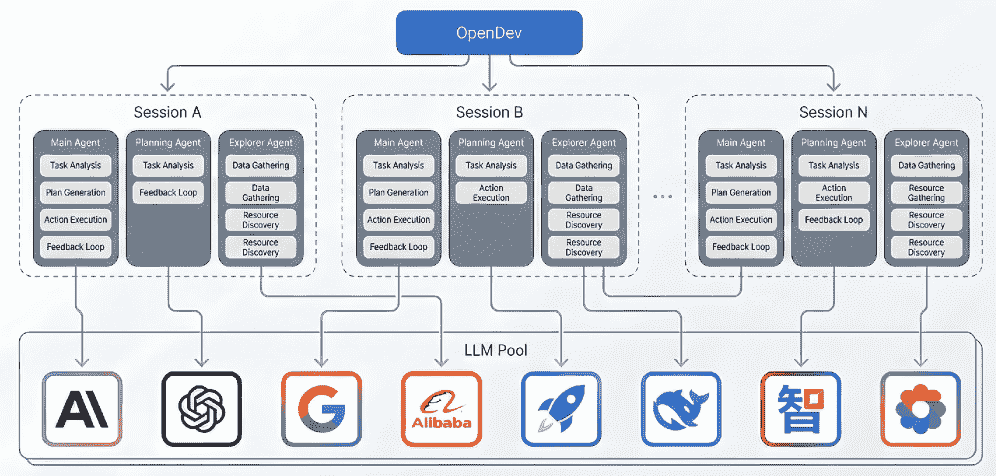 OpenDev
Session A
Main Agent
Task Analysis
Plan Generation
Action Execution
Feedback Loop
Planning Agent
Task Analysis
Feedback Loop
Explorer Agent
Data Gathering
Data
Gathering
Resource
Discovery
Resource
Discovery
Session B
Main Agent
Task Analysis
Plan Generation
Action Execution
Feedback Loop
Planning Agent
Task Analysis
Action
Execution
Explorer Agent
Data Gathering
Data
Gathering
Resource
Discovery
Resource
Discovery
...
Session N
Main Agent
Task Analysis
Plan Generation
Action Execution
Feedback Loop
Planning Agent
Task Analysis
Action
Execution
Feedback Loop
Explorer Agent
Data Gathering
Resource
Gathering
Resource
Discovery
Resource
Discovery
LLM Pool
AI
G
Alibaba
智